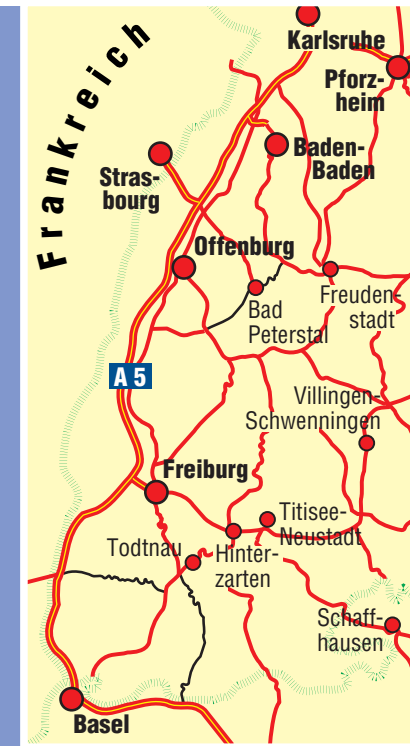 Karlsruhe
Pforz-
heim
Frankreich
Baden-
Baden
Stras-
bourg
Offenburg
Bad
Peterstal
Freuden-
stadt
A 5
Villingen-
Schwenningen
Freiburg
Titisee-
Neustadt
Todtnau
Hinter-
zarten
Schaff-
hausen
Basel